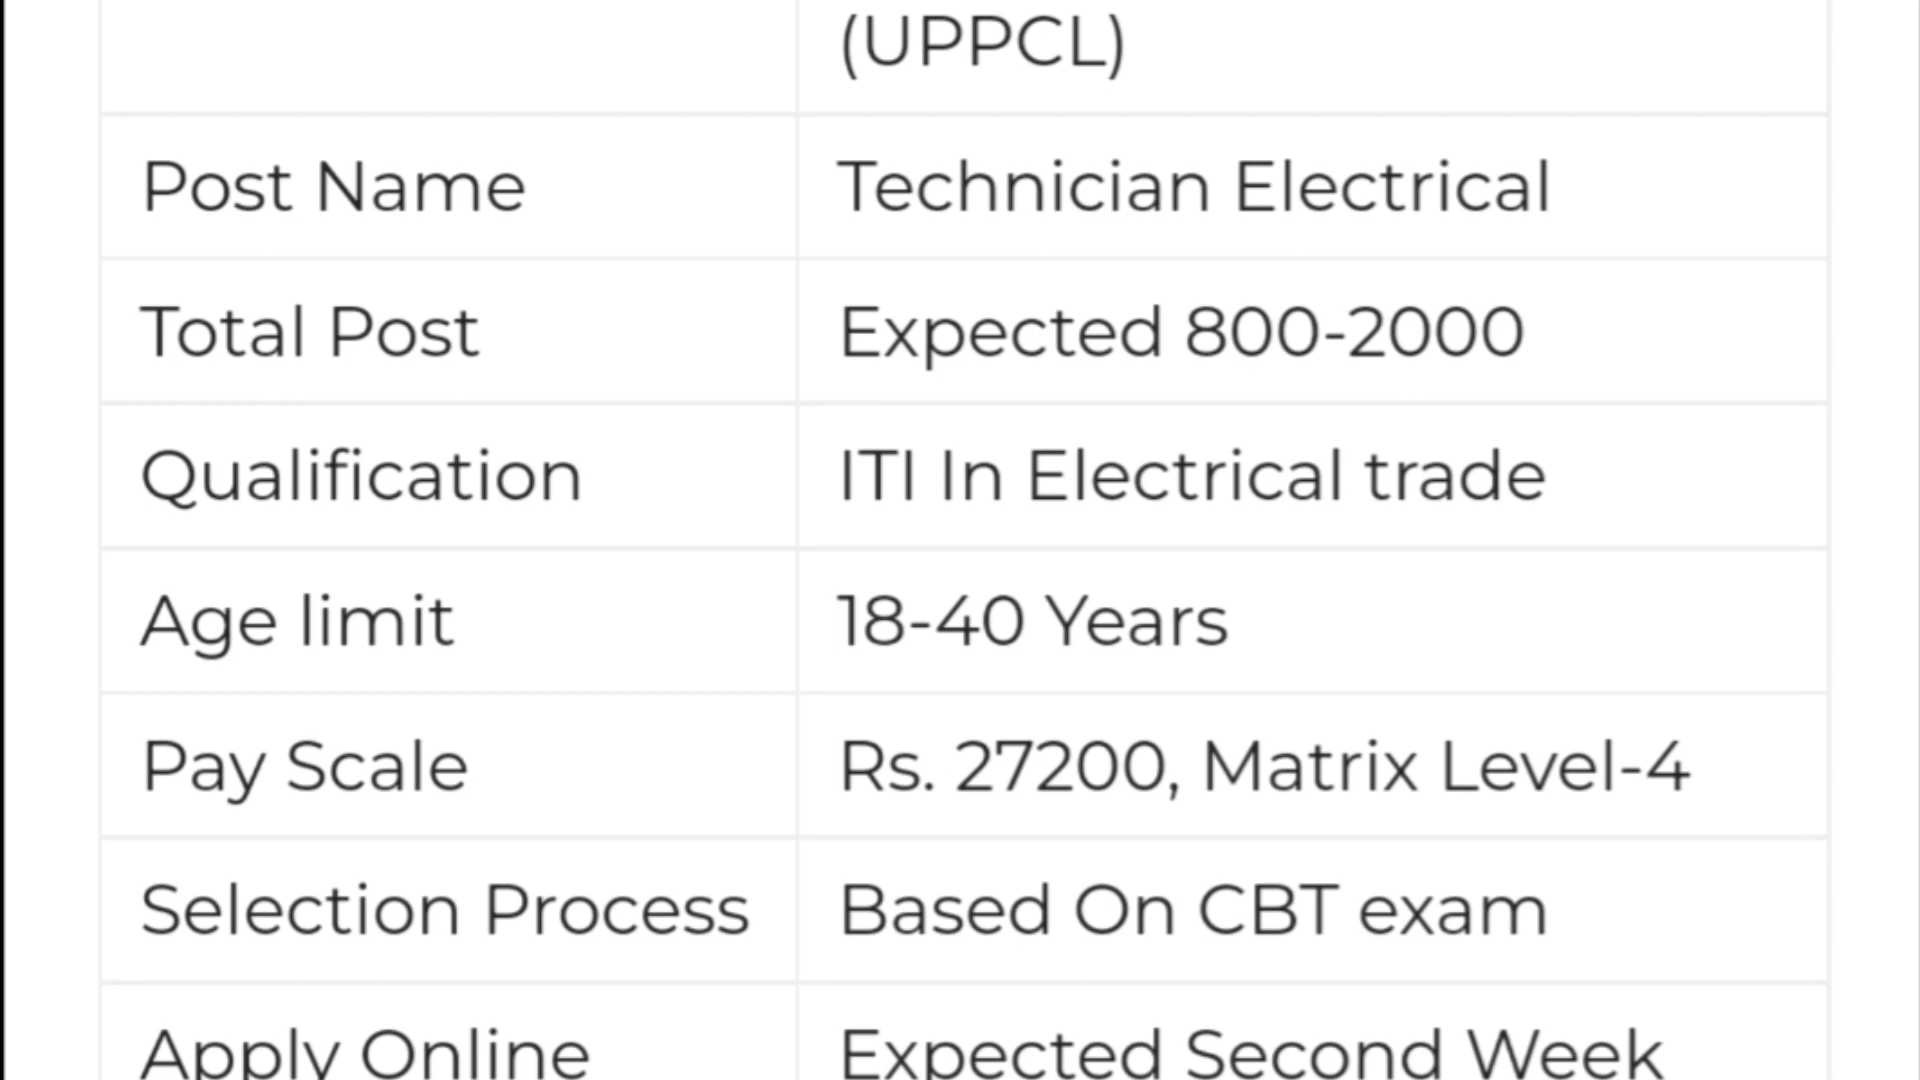 (UPPCL)
Post Name Technician Electrical
Total Post Expected 800-2000
Qualification ITI In Electrical trade
Age limit 18-40 Years
Pay Scale Rs. 27200, Matrix Level-4
Selection Process Based On CBT exam
Apply Online Expected Second Week